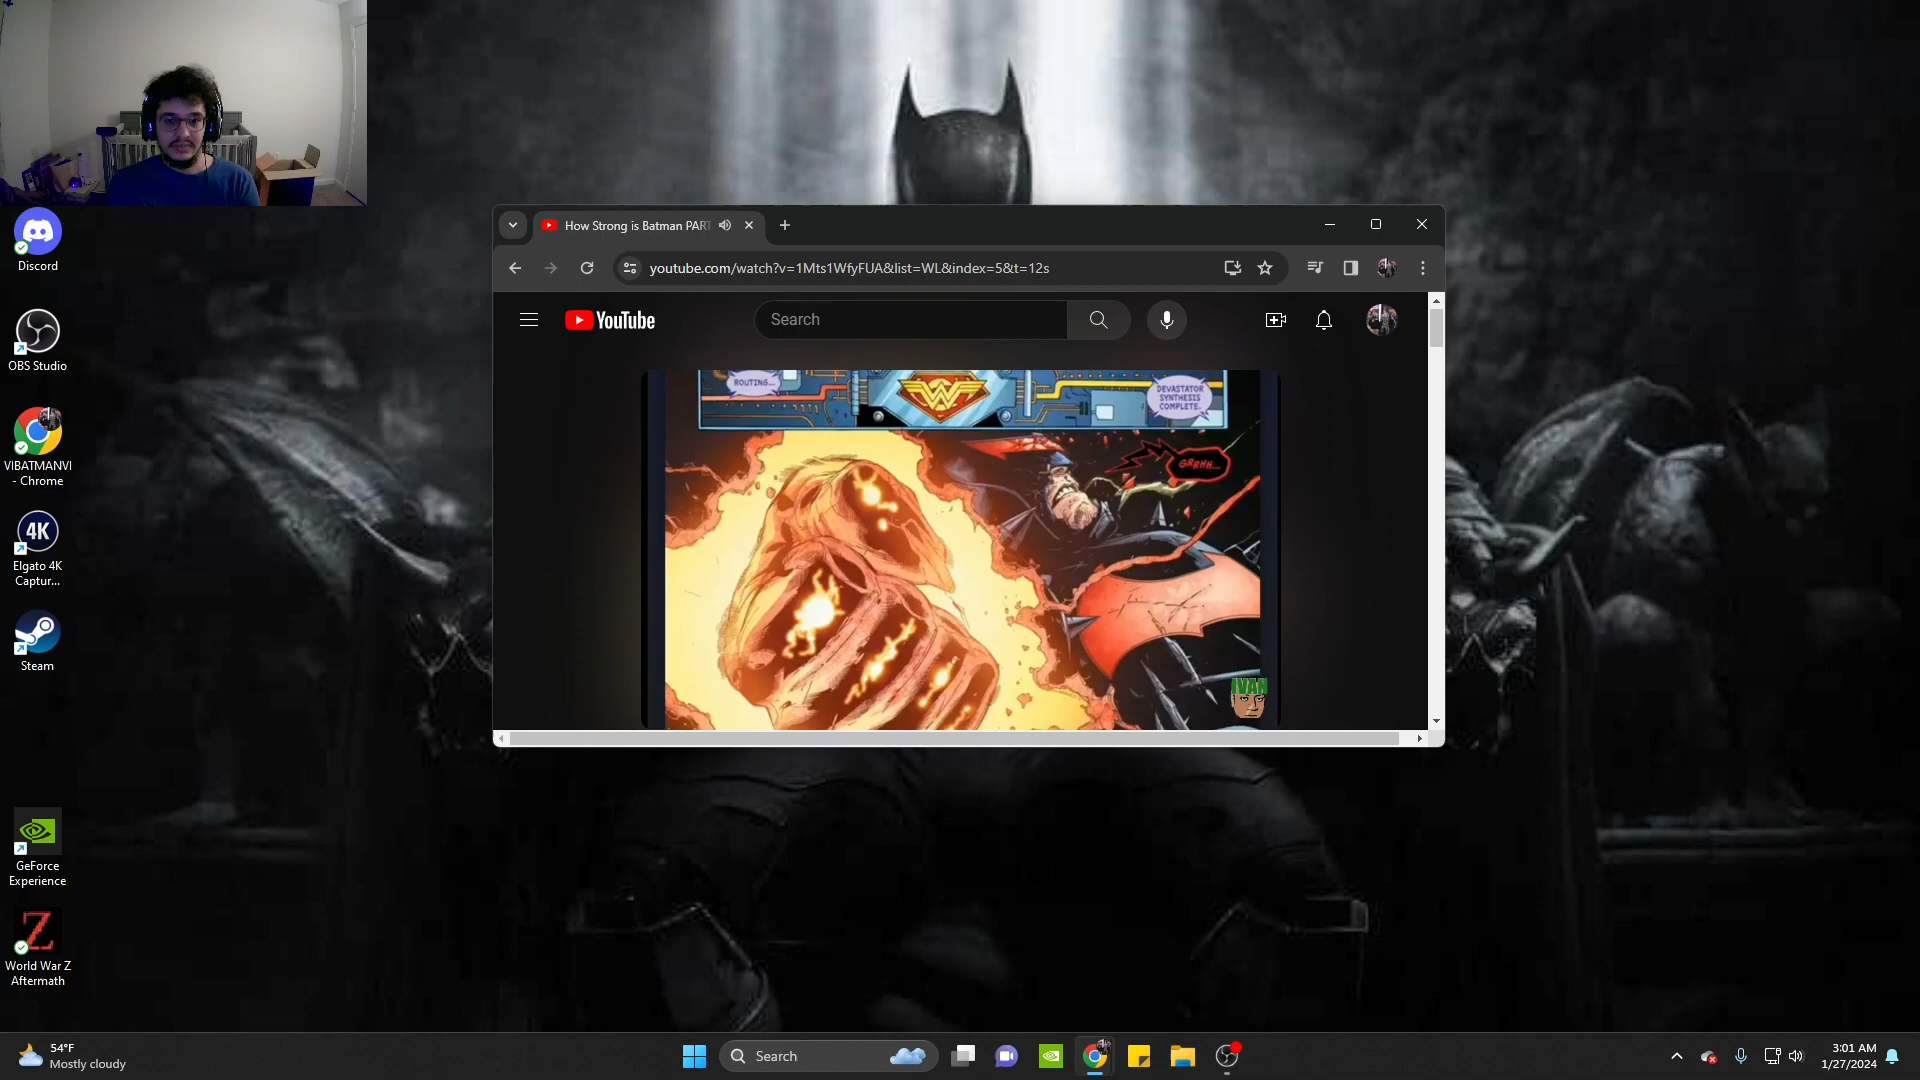 Discord
OBS Studio
VIBATMANVI
- Chrome
4K
Elgato 4K
Captur...
Steam
GeForce
Experience
Z
World War Z
Aftermath
How Strong is Batman PAR
youtube.com/watch?v=1Mts1WfyFUA&list=WL&index=5&t=12s
YouTube
Search
ROUTING...
DEVASTATOR
SYNTHESIS
COMPLETE.
GRRHH...
IVAN
54°F
Mostly cloudy
Search
3:01 AM
1/27/2024